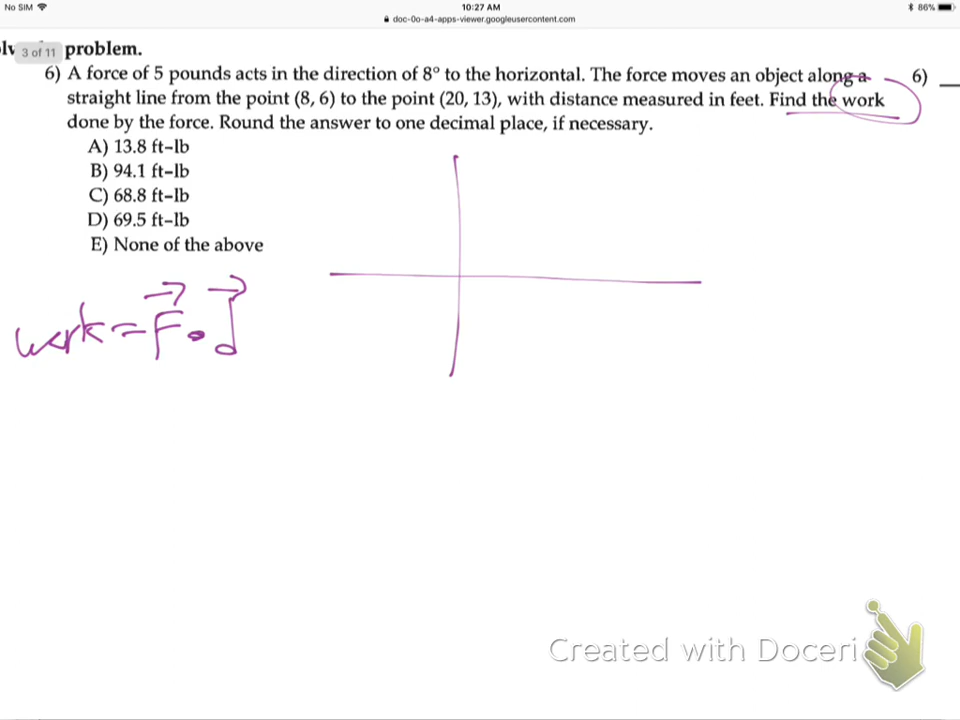 No SIM 10:27 AM 86%
doc-0o-a4-apps-viewer.googleusercontent.com
3 of 11 problem.
6) A force of 5 pounds acts in the direction of 8° to the horizontal. The force moves an object along a 6)
straight line from the point (8, 6) to the point (20, 13), with distance measured in feet. Find the work
done by the force. Round the answer to one decimal place, if necessary.
A) 13.8 ft-lb
B) 94.1 ft-lb
C) 68.8 ft-lb
D) 69.5 ft-lb
E) None of the above
work = F • d
Created with Doceri